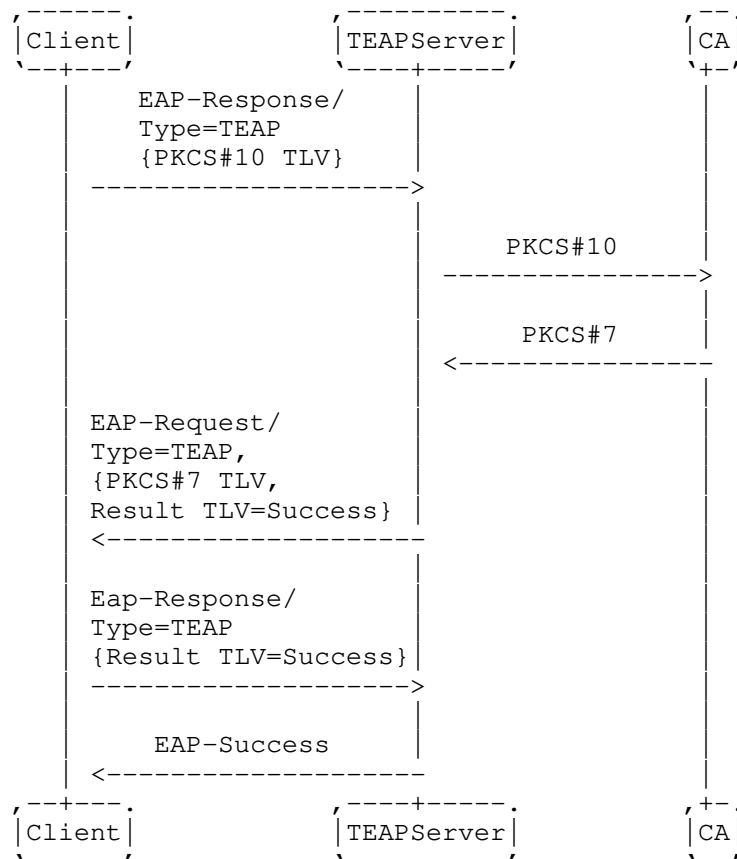 Client TEAPServer CA
EAP-Response/
Type=TEAP
{PKCS#10 TLV}
PKCS#10
PKCS#7
EAP-Request/
Type=TEAP,
{PKCS#7 TLV,
Result TLV=Success}
Eap-Response/
Type=TEAP
{Result TLV=Success}
EAP-Success
Client TEAPServer CA